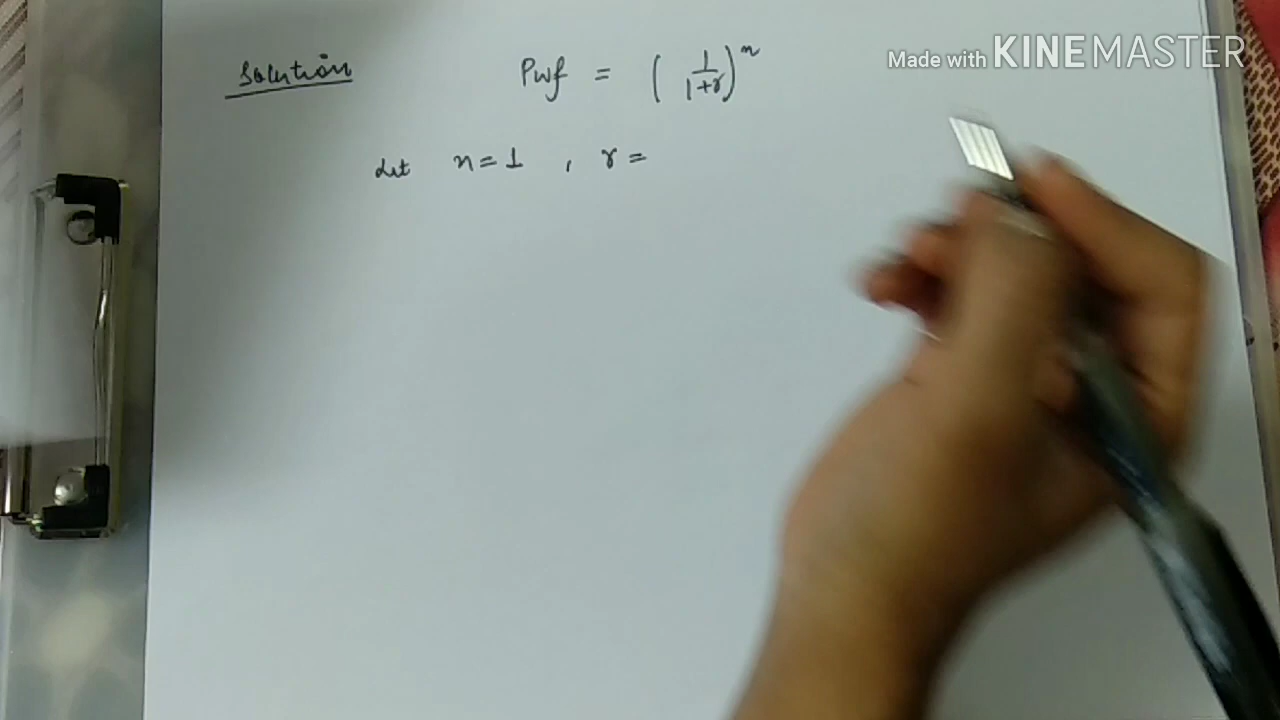 Solution Pwf = ( 1/1+r )^n
Made with KINEMASTER
Let n=1 , r=